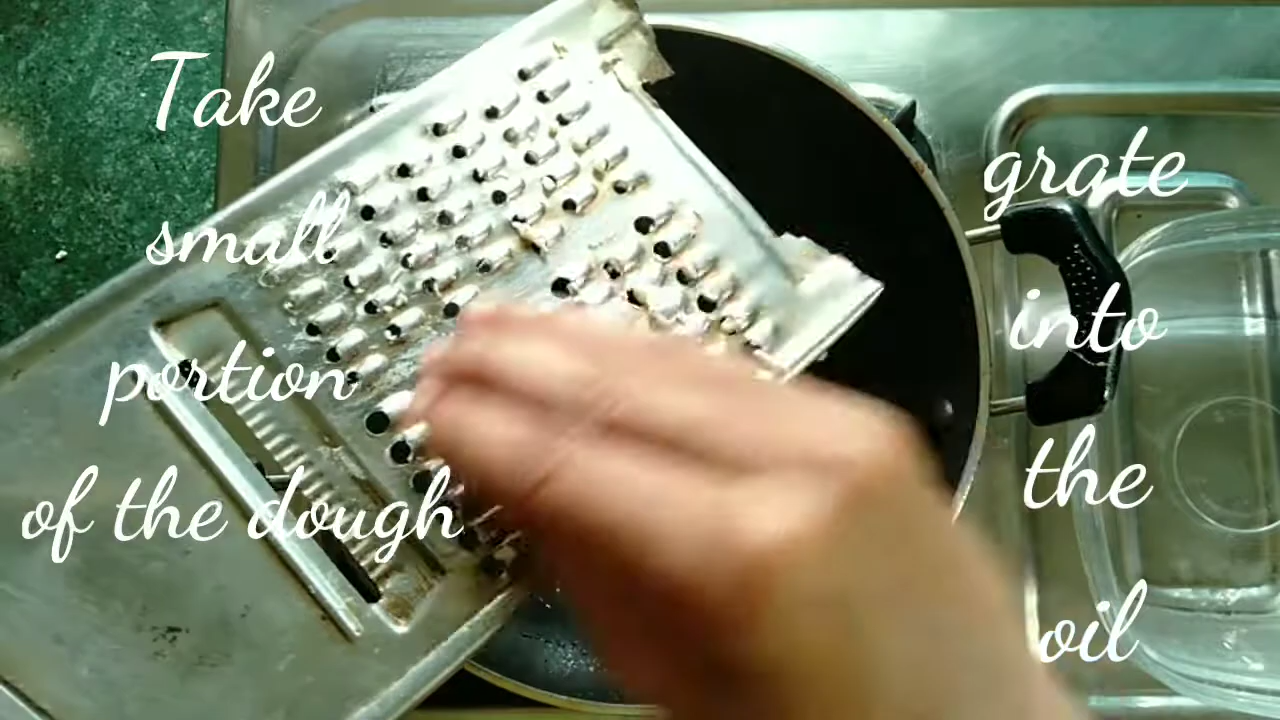 Take
small
portion
of the dough
grate
into
the
oil